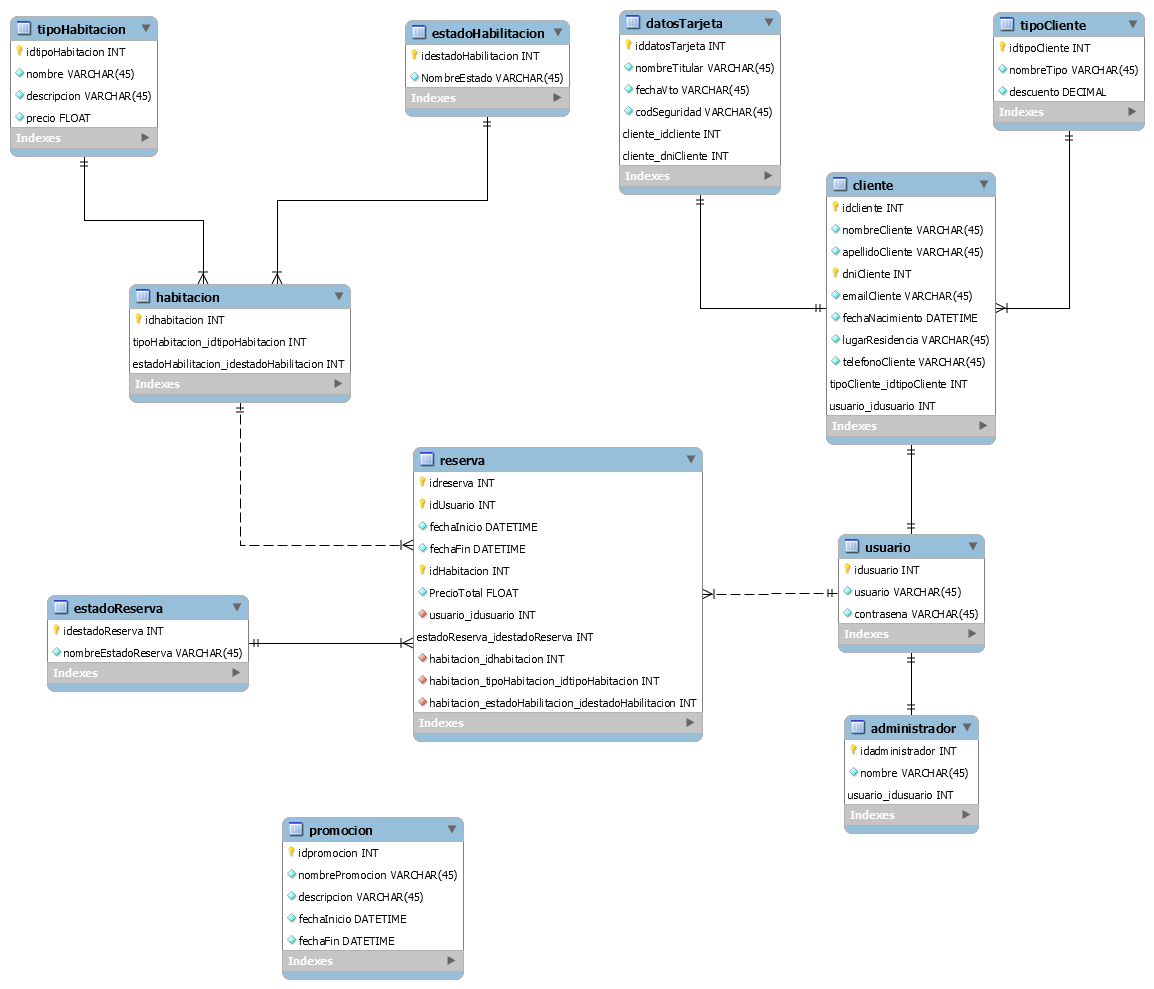 tipoHabitacion
idtipoHabitacion INT
nombre VARCHAR(45)
descripcion VARCHAR(45)
precio FLOAT
Indexes
estadoHabilitacion
idestadoHabilitacion INT
NombreEstado VARCHAR(45)
Indexes
datosTarjeta
iddatosTarjeta INT
nombreTitular VARCHAR(45)
fechaVto VARCHAR(45)
codSeguridad VARCHAR(45)
cliente_idcliente INT
cliente_dniCliente INT
Indexes
tipoCliente
idtipoCliente INT
nombreTipo VARCHAR(45)
descuento DECIMAL
Indexes
cliente
idcliente INT
nombreCliente VARCHAR(45)
apellidoCliente VARCHAR(45)
dniCliente INT
emailCliente VARCHAR(45)
fechaNacimiento DATETIME
lugarResidencia VARCHAR(45)
telefonoCliente VARCHAR(45)
tipoCliente_idtipoCliente INT
usuario_idusuario INT
Indexes
habitacion
idhabitacion INT
tipoHabitacion_idtipoHabitacion INT
estadoHabilitacion_idestadoHabilitacion INT
Indexes
reserva
idreserva INT
idUsuario INT
fechaInicio DATETIME
fechaFin DATETIME
idHabitacion INT
PrecioTotal FLOAT
usuario_idusuario INT
estadoReserva_idestadoReserva INT
habitacion_idhabitacion INT
habitacion_tipoHabitacion_idtipoHabitacion INT
habitacion_estadoHabilitacion_idestadoHabilitacion INT
Indexes
usuario
idusuario INT
usuario VARCHAR(45)
contrasena VARCHAR(45)
Indexes
estadoReserva
idestadoReserva INT
nombreEstadoReserva VARCHAR(45)
Indexes
administrador
idadministrador INT
nombre VARCHAR(45)
usuario_idusuario INT
Indexes
promocion
idpromocion INT
nombrePromocion VARCHAR(45)
descripcion VARCHAR(45)
fechaInicio DATETIME
fechaFin DATETIME
Indexes